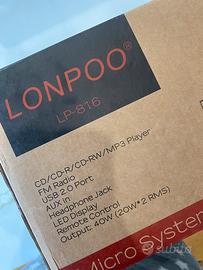 LONPOO®
LP-816
CD/CD-R/CD-RW/MP3 Player
FM Radio
USB 2.0 Port
AUX In
Headphone Jack
LED Display
Remote Control
Output: 40W (20W*2 RMS)
Micro System
subito